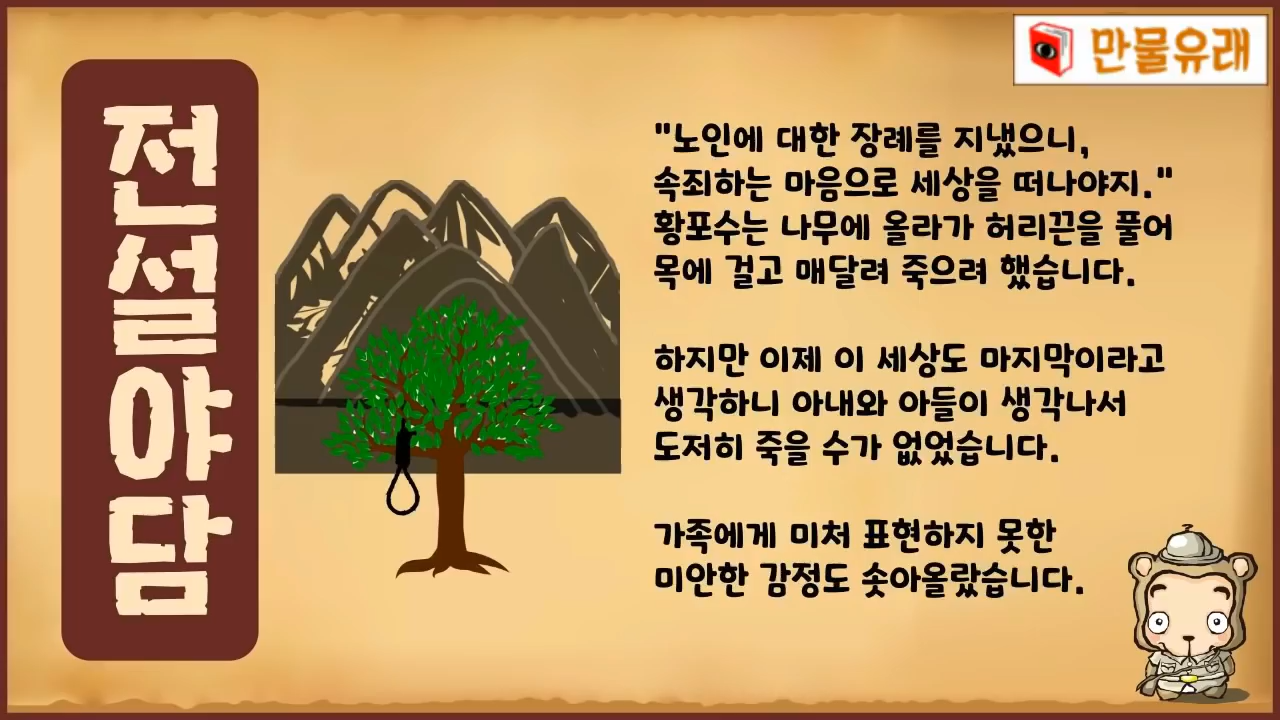 만물유래
전설야담
"노인에 대한 장례를 지냈으니,
속죄하는 마음으로 세상을 떠나야지."
황포수는 나무에 올라가 허리끈을 풀어
목에 걸고 매달려 죽으려 했습니다.
하지만 이제 이 세상도 마지막이라고
생각하니 아내와 아들이 생각나서
도저히 죽을 수가 없었습니다.
가족에게 미처 표현하지 못한
미안한 감정도 솟아올랐습니다.